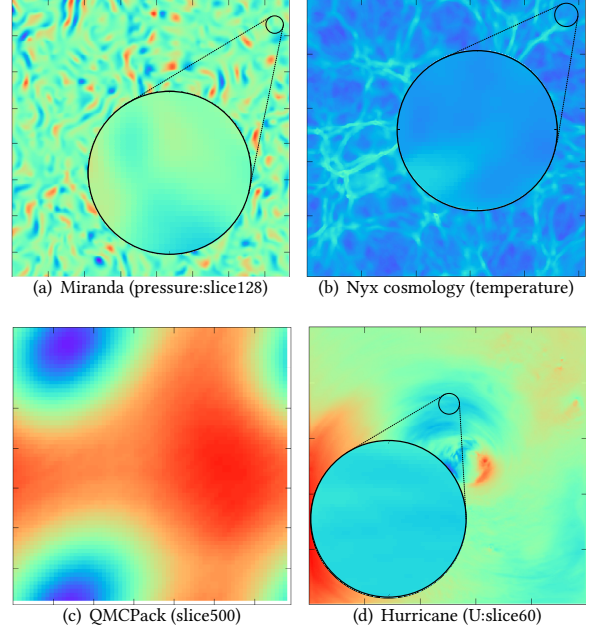 (a) Miranda (pressure:slice128)
(b) Nyx cosmology (temperature)
(c) QMCPack (slice500)
(d) Hurricane (U:slice60)